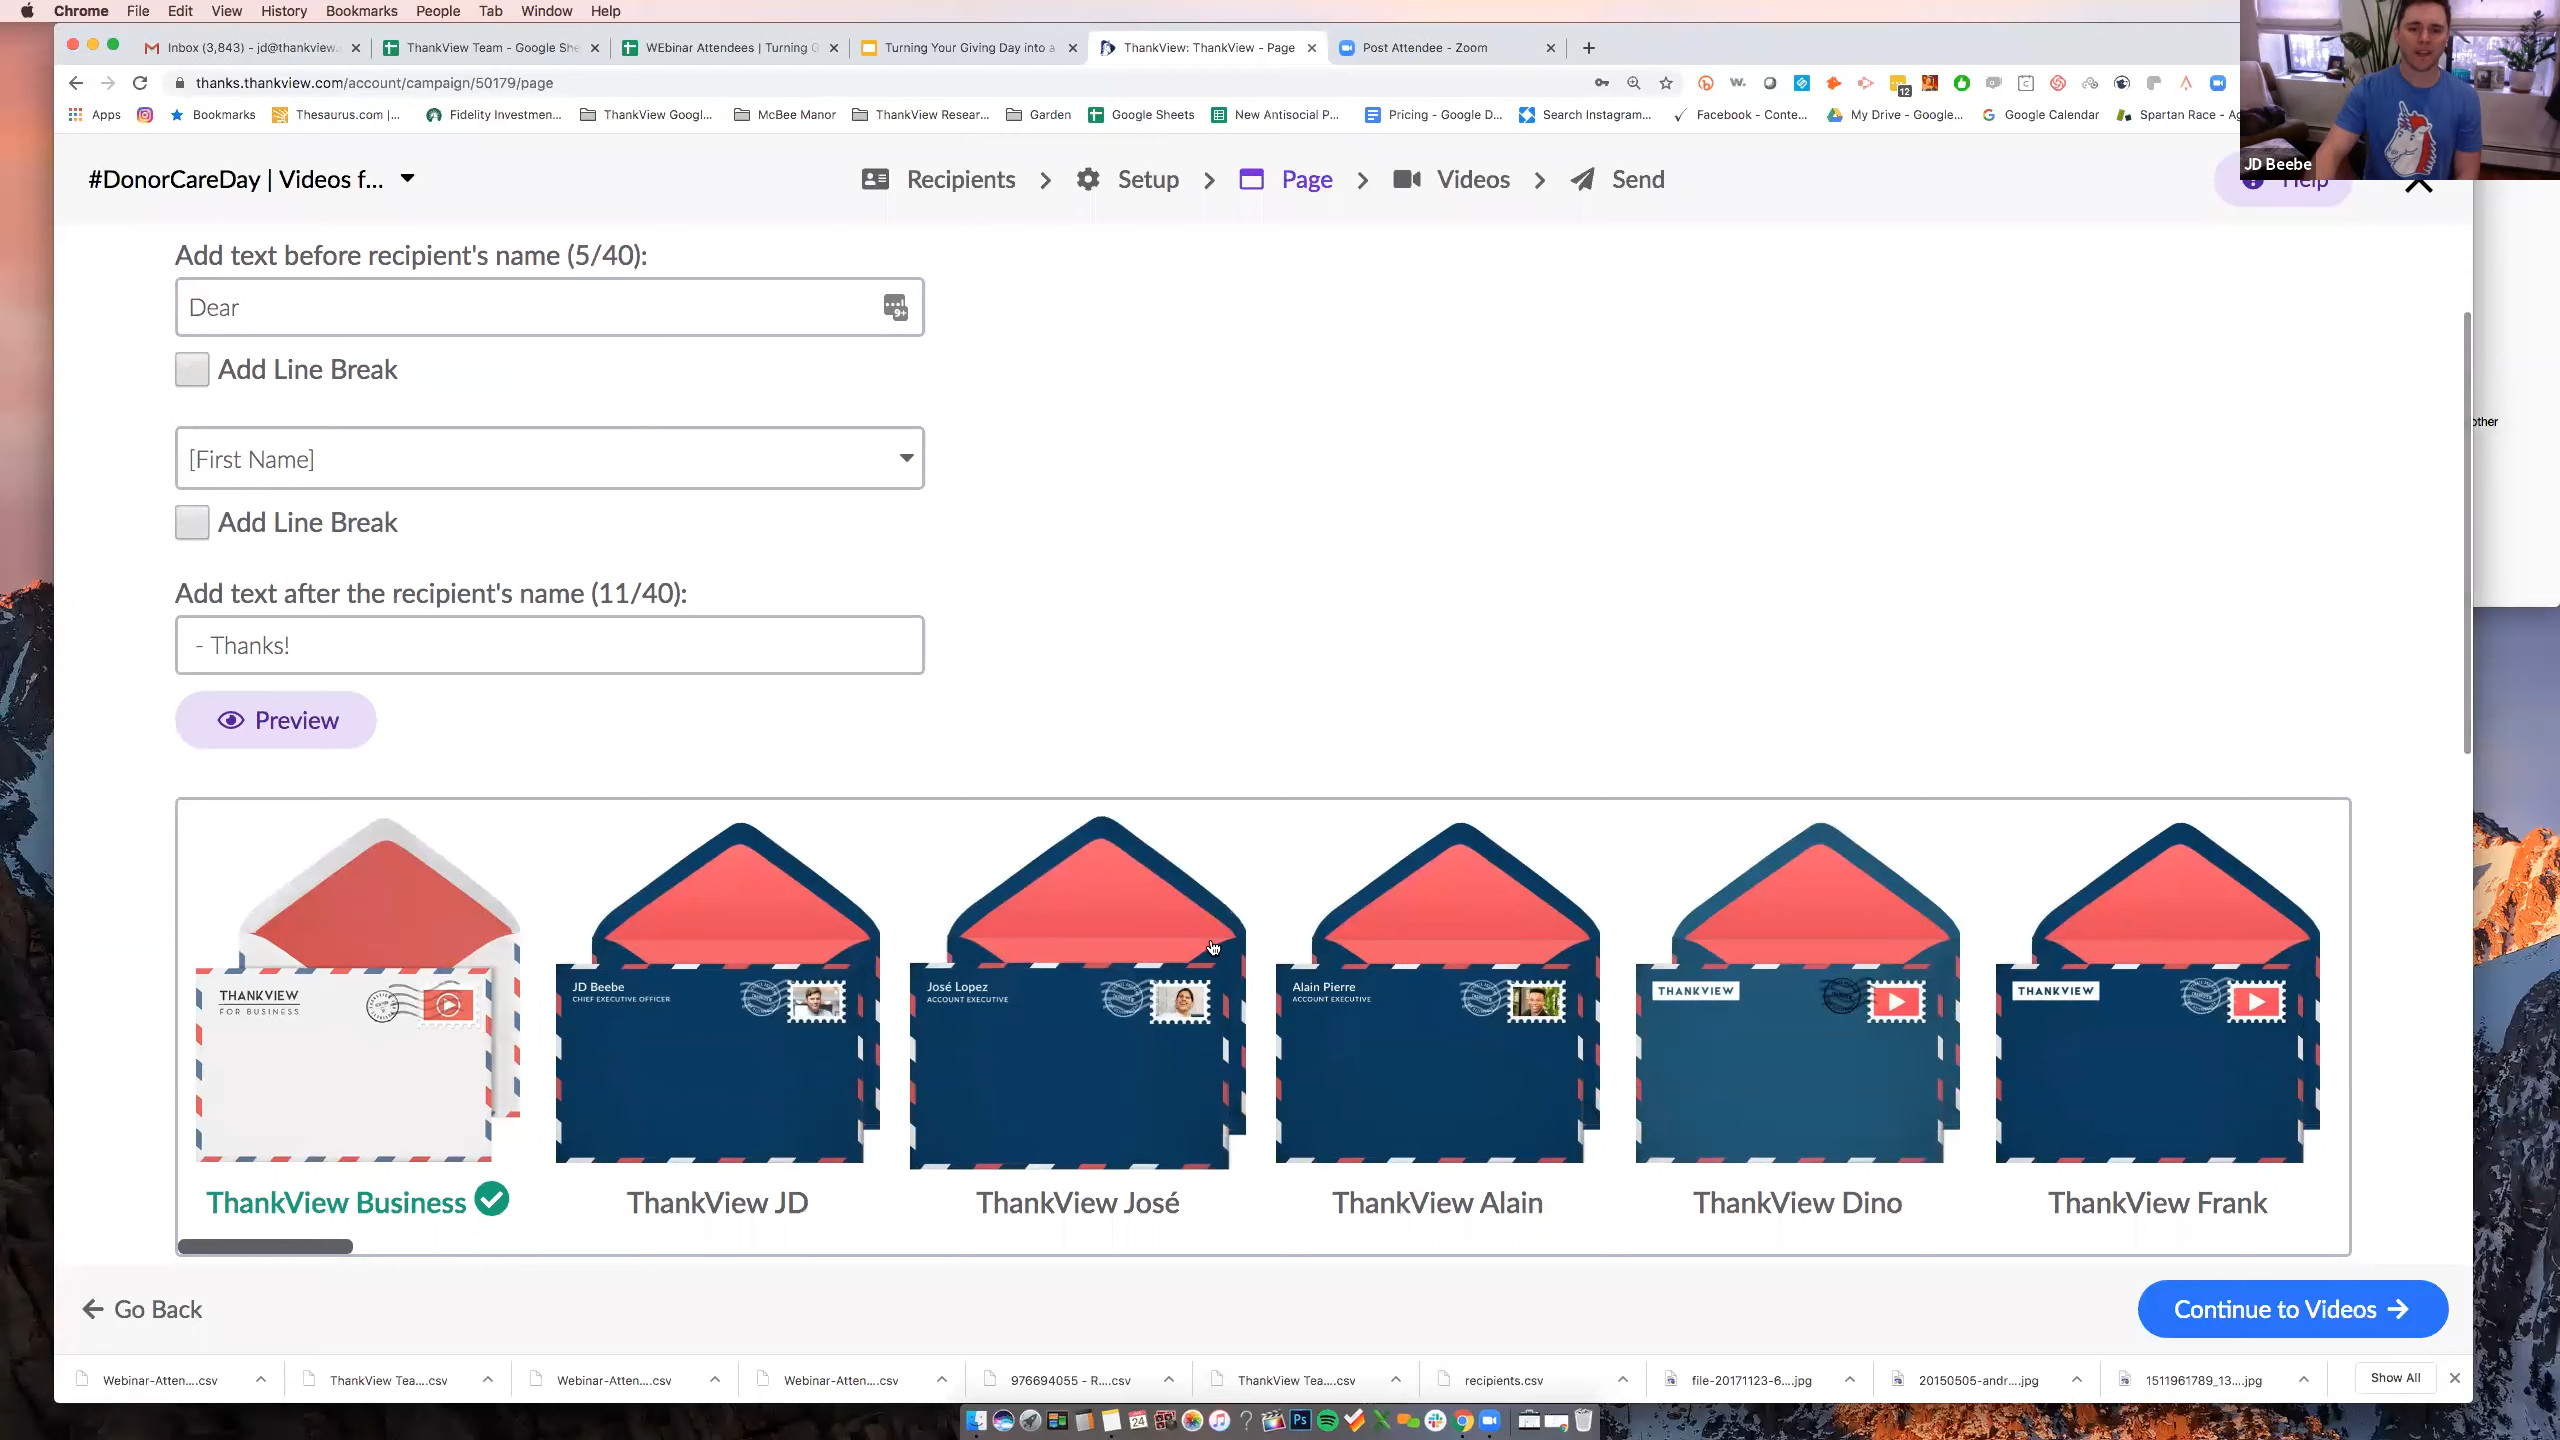 Chrome File Edit View History Bookmarks People Tab Window Help
Inbox (3,843) - jd@thankview.
ThankView Team - Google She
WEbinar Attendees | Turning G
Turning Your Giving Day into a
ThankView: ThankView - Page
Post Attendee - Zoom
thanks.thankview.com/account/campaign/50179/page
12
Apps
Bookmarks
Thesaurus.com |...
Fidelity Investmen...
ThankView Googl...
McBee Manor
ThankView Resear...
Garden
Google Sheets
New Antisocial P...
Pricing - Google D...
Search Instagram...
Facebook - Conte...
My Drive - Google...
Google Calendar
Spartan Race - Ag
JD Beebe
#DonorCareDay | Videos f...
Recipients
Setup
Page
Videos
Send
Help
Add text before recipient's name (5/40):
Dear
9+
Add Line Break
other
[First Name]
Add Line Break
Add text after the recipient's name (11/40):
- Thanks!
Preview
THANKVIEW
FOR BUSINESS
JD Beebe
CHIEF EXECUTIVE OFFICER
José Lopez
ACCOUNT EXECUTIVE
Alain Pierre
ACCOUNT EXECUTIVE
THANKVIEW
THANKVIEW
ThankView Business
ThankView JD
ThankView José
ThankView Alain
ThankView Dino
ThankView Frank
Go Back
Continue to Videos
Webinar-Atten....csv
ThankView Tea....csv
Webinar-Atten....csv
Webinar-Atten....csv
976694055 - R....csv
ThankView Tea....csv
recipients.csv
file-20171123-6....jpg
20150505-andr...jpg
1511961789_13....jpg
Show All
24
Ps